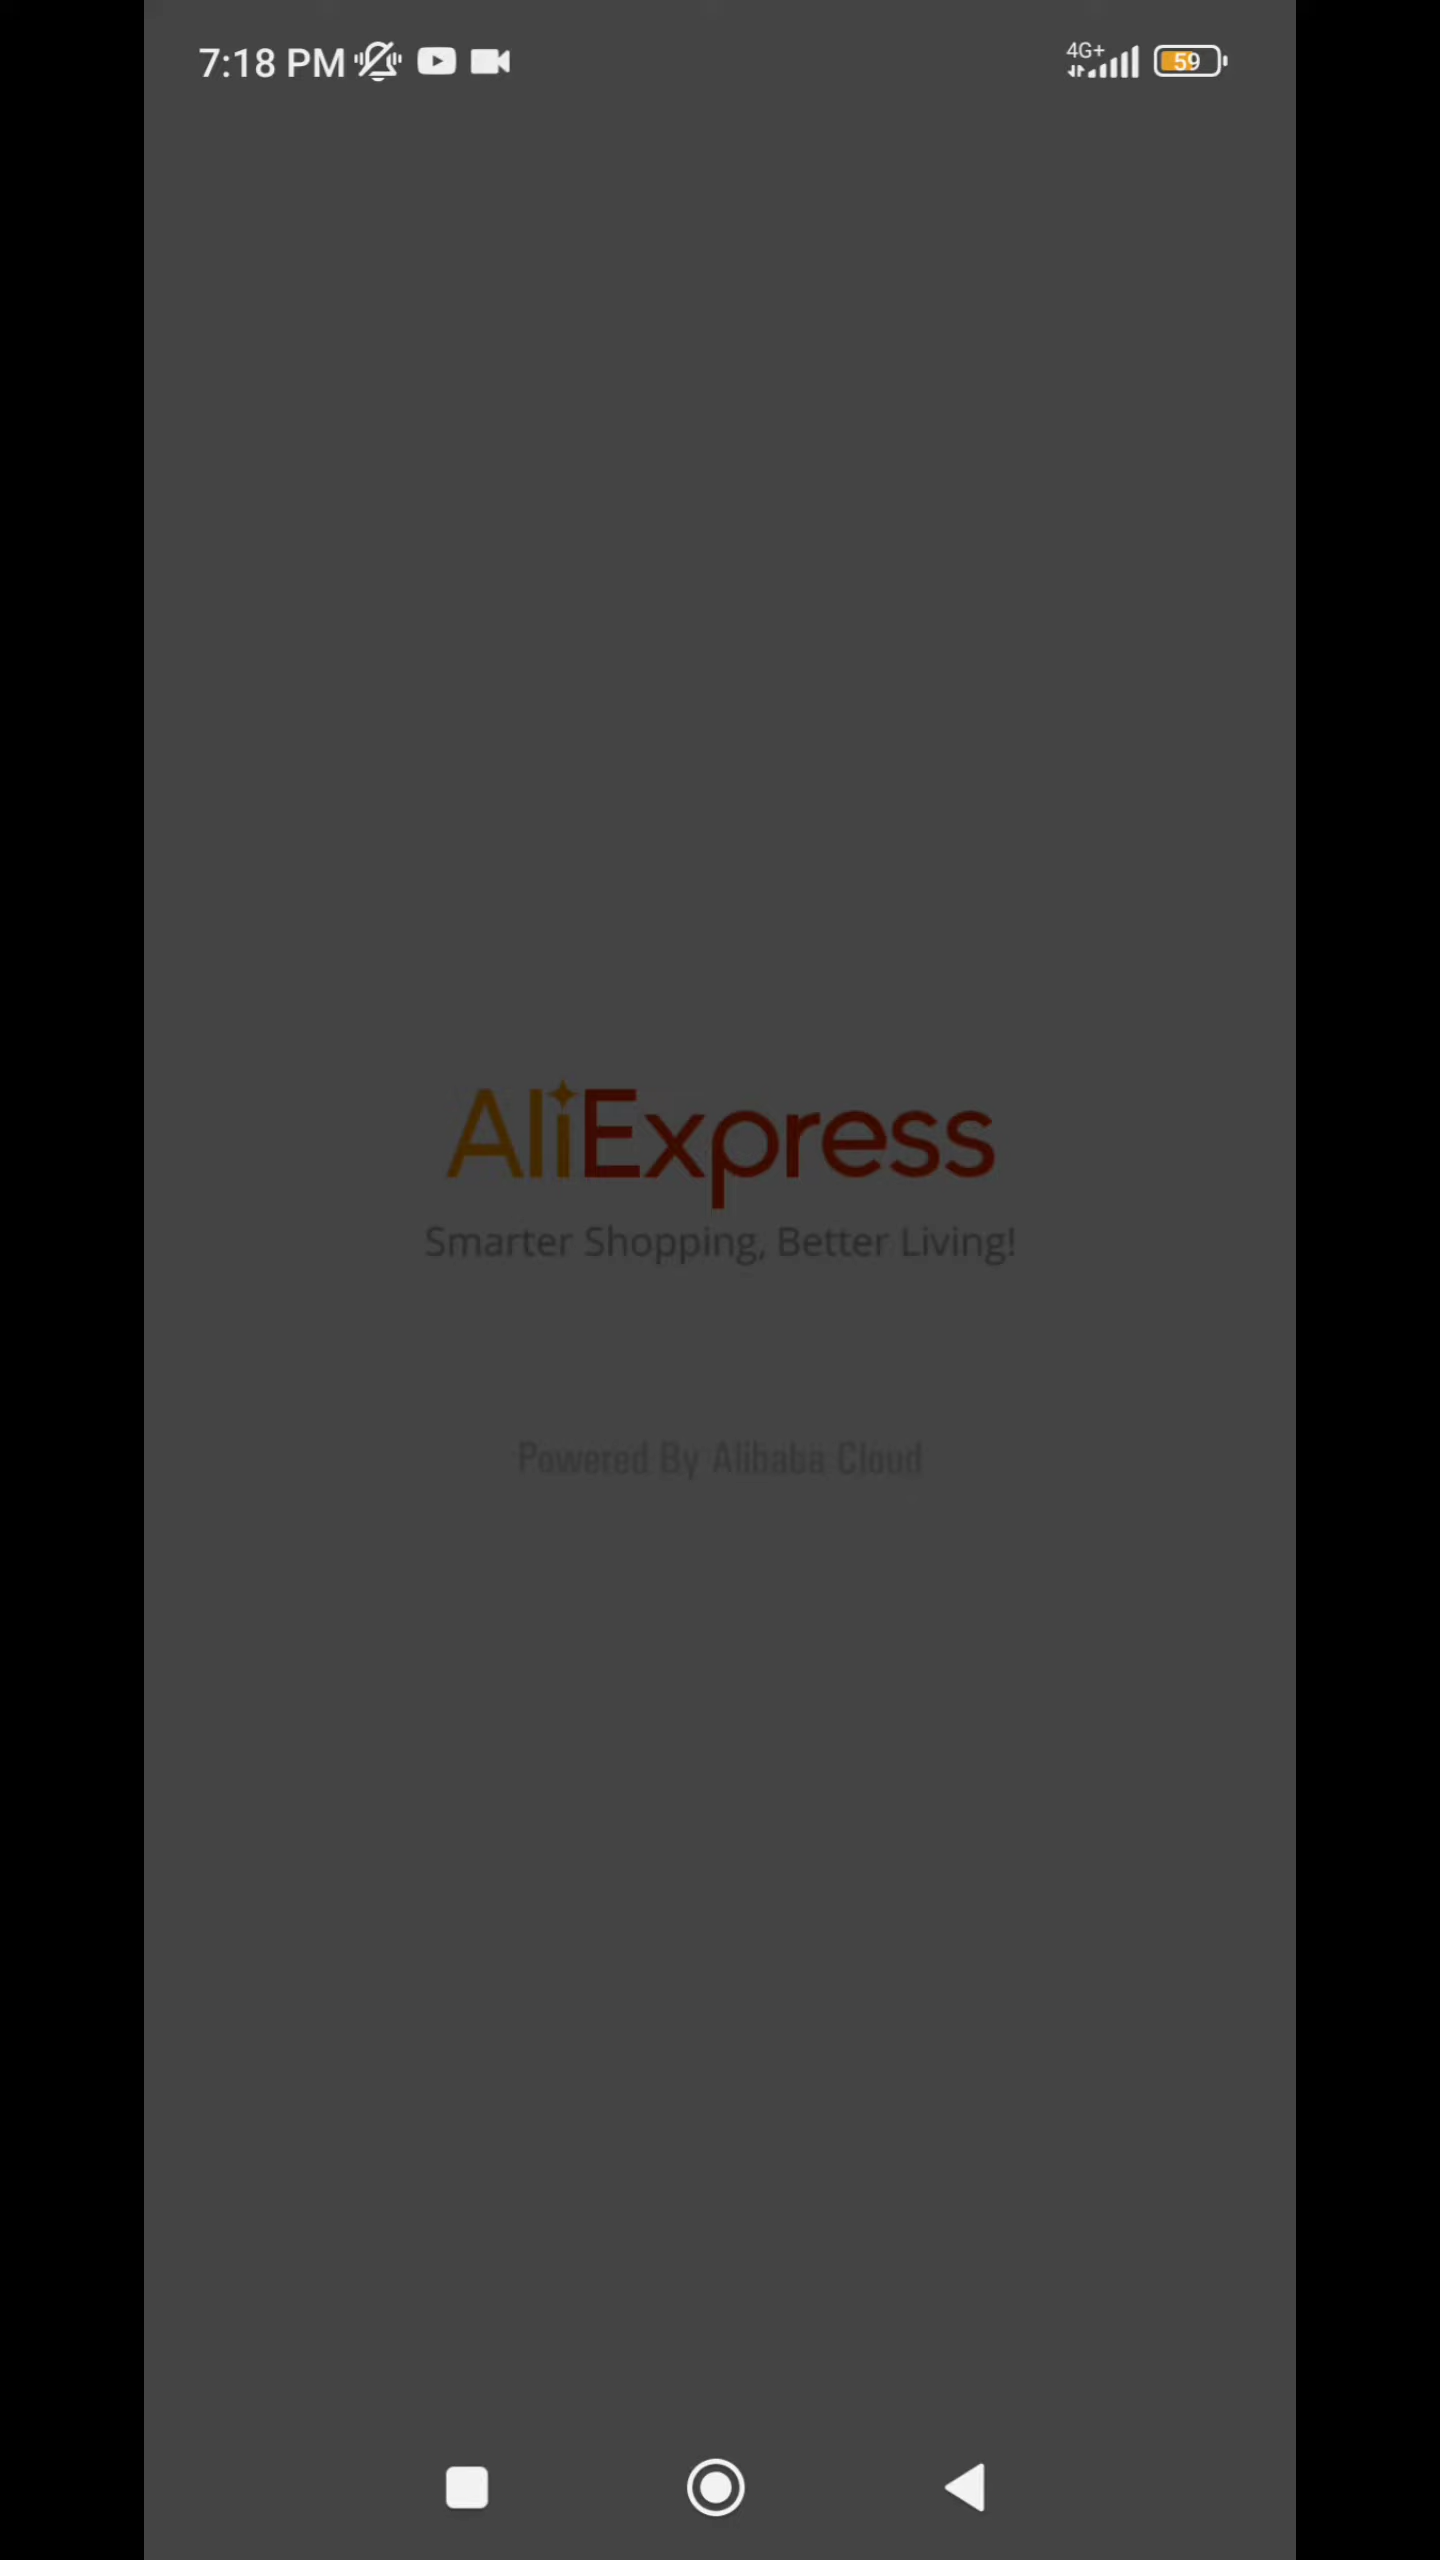 7:18 PM
4G+
59
AliExpress
Smarter Shopping, Better Living!
Powered By Alibaba Cloud